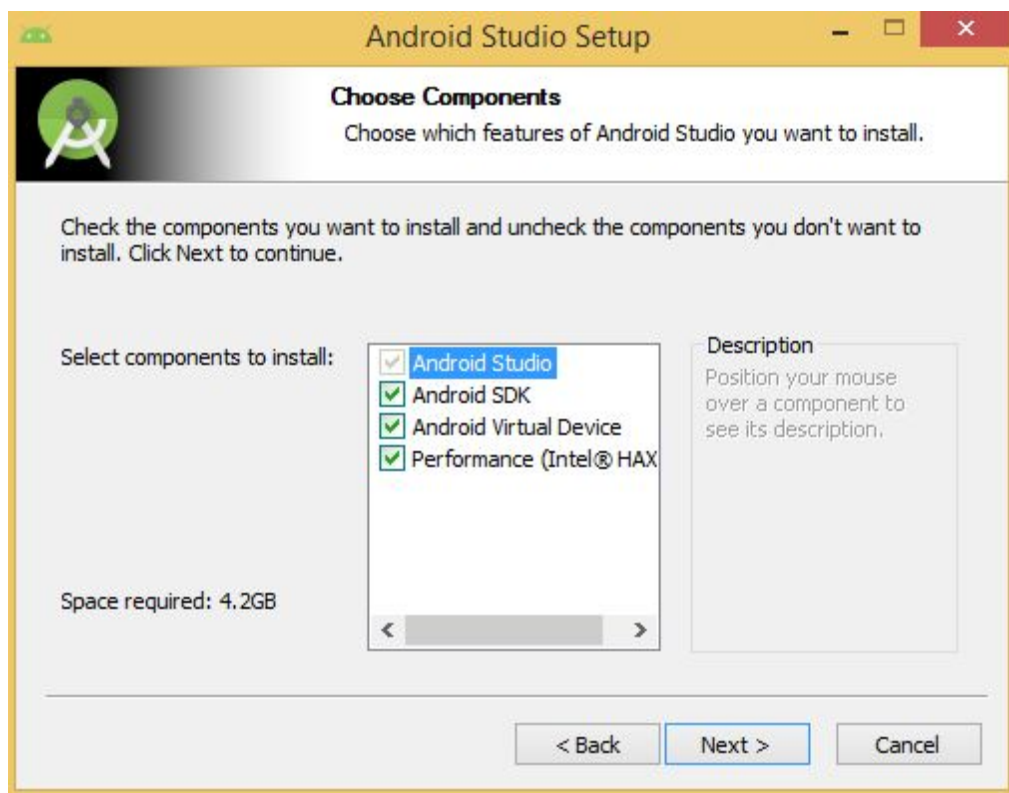 Android Studio Setup
Choose Components
Choose which features of Android Studio you want to install.
Check the components you want to install and uncheck the components you don't want to
install. Click Next to continue.
Select components to install:
Android Studio
Android SDK
Android Virtual Device
Performance (Intel® HAX
Description
Position your mouse
over a component to
see its description.
Space required: 4.2GB
< Back
Next >
Cancel